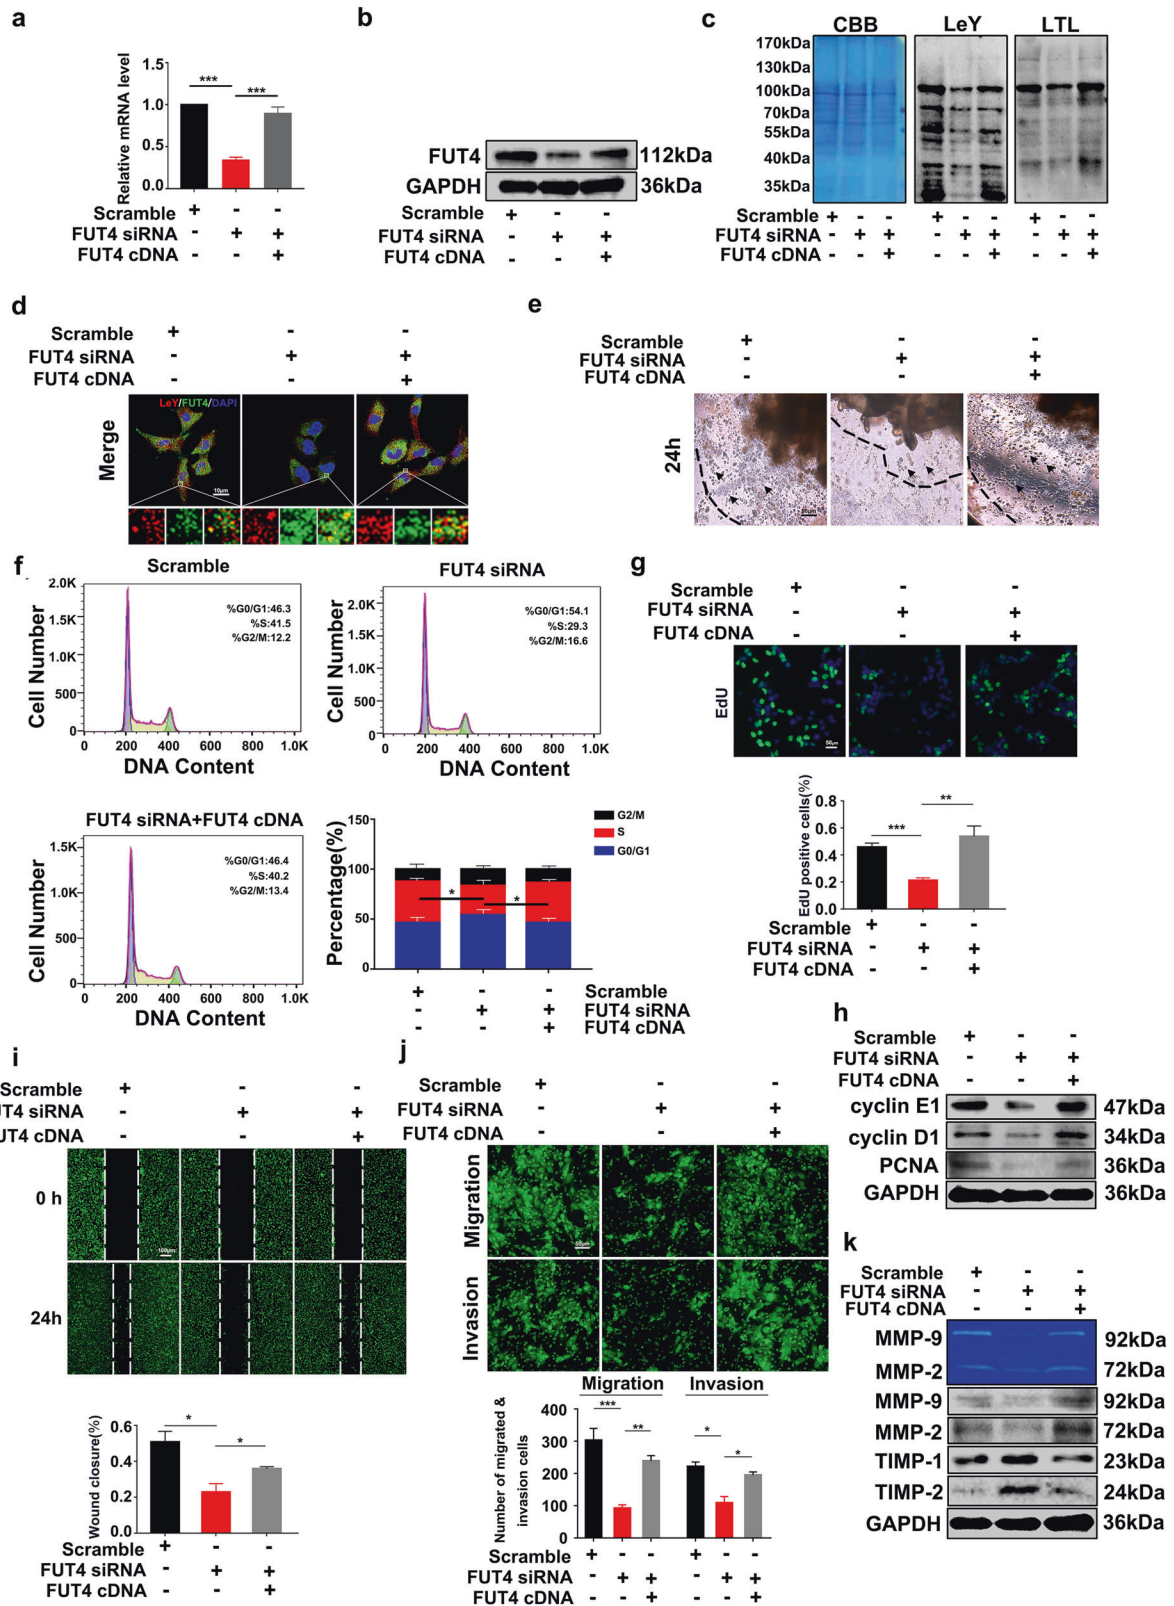 a
Relative mRNA level
1.5
1.0
0.5
0.0
*** ***
Scramble + - -
FUT4 siRNA - + +
FUT4 cDNA - - +
b
FUT4 112kDa
GAPDH 36kDa
Scramble + - -
FUT4 siRNA - + +
FUT4 cDNA - - +
c
CBB LeY LTL
170kDa
130kDa
100kDa
70kDa
55kDa
40kDa
35kDa
Scramble + - - + - - + - -
FUT4 siRNA - + + - + + - + +
FUT4 cDNA - - + - - + - - +
d
Scramble + - -
FUT4 siRNA - + +
FUT4 cDNA - - +
Merge
LeY/FUT4/DAPI
10μm
e
Scramble + - -
FUT4 siRNA - + +
FUT4 cDNA - - +
24h
50μm
f
Scramble
Cell Number
2.0K
1.5K
1.0K
500
0
%G0/G1:46.3
%S:41.5
%G2/M:12.2
0 200 400 600 800 1.0K
DNA Content
FUT4 siRNA
Cell Number
2.0K
1.5K
1.0K
500
0
%G0/G1:54.1
%S:29.3
%G2/M:16.6
0 200 400 600 800 1.0K
DNA Content
FUT4 siRNA+FUT4 cDNA
Cell Number
1.5K
1.0K
500
0
%G0/G1:46.4
%S:40.2
%G2/M:13.4
0 200 400 600 800 1.0K
DNA Content
Percentage(%)
150
100
50
0
* *
G2/M
S
G0/G1
+ - - Scramble
- + + FUT4 siRNA
- - + FUT4 cDNA
g
Scramble + - -
FUT4 siRNA - + +
FUT4 cDNA - - +
EdU
50μm
EdU positive cells(%)
0.8
0.6
0.4
0.2
0.0
*** **
Scramble + - -
FUT4 siRNA - + +
FUT4 cDNA - - +
h
Scramble + - -
FUT4 siRNA - + +
FUT4 cDNA - - +
cyclin E1 47kDa
cyclin D1 34kDa
PCNA 36kDa
GAPDH 36kDa
i
Scramble + - -
FUT4 siRNA - + +
FUT4 cDNA - - +
0 h
100μm
24h
Wound closure(%)
0.6
0.4
0.2
0.0
* *
Scramble + - -
FUT4 siRNA - + +
FUT4 cDNA - - +
j
Scramble + - -
FUT4 siRNA - + +
FUT4 cDNA - - +
Migration
50μm
Invasion
Migration Invasion
Number of migrated &
invasion cells
400
300
200
100
0
*** ** * *
Scramble + - - + - -
FUT4 siRNA - + + - + +
FUT4 cDNA - - + - - +
k
Scramble + - -
FUT4 siRNA - + +
FUT4 cDNA - - +
MMP-9 92kDa
MMP-2 72kDa
MMP-9 92kDa
MMP-2 72kDa
TIMP-1 23kDa
TIMP-2 24kDa
GAPDH 36kDa